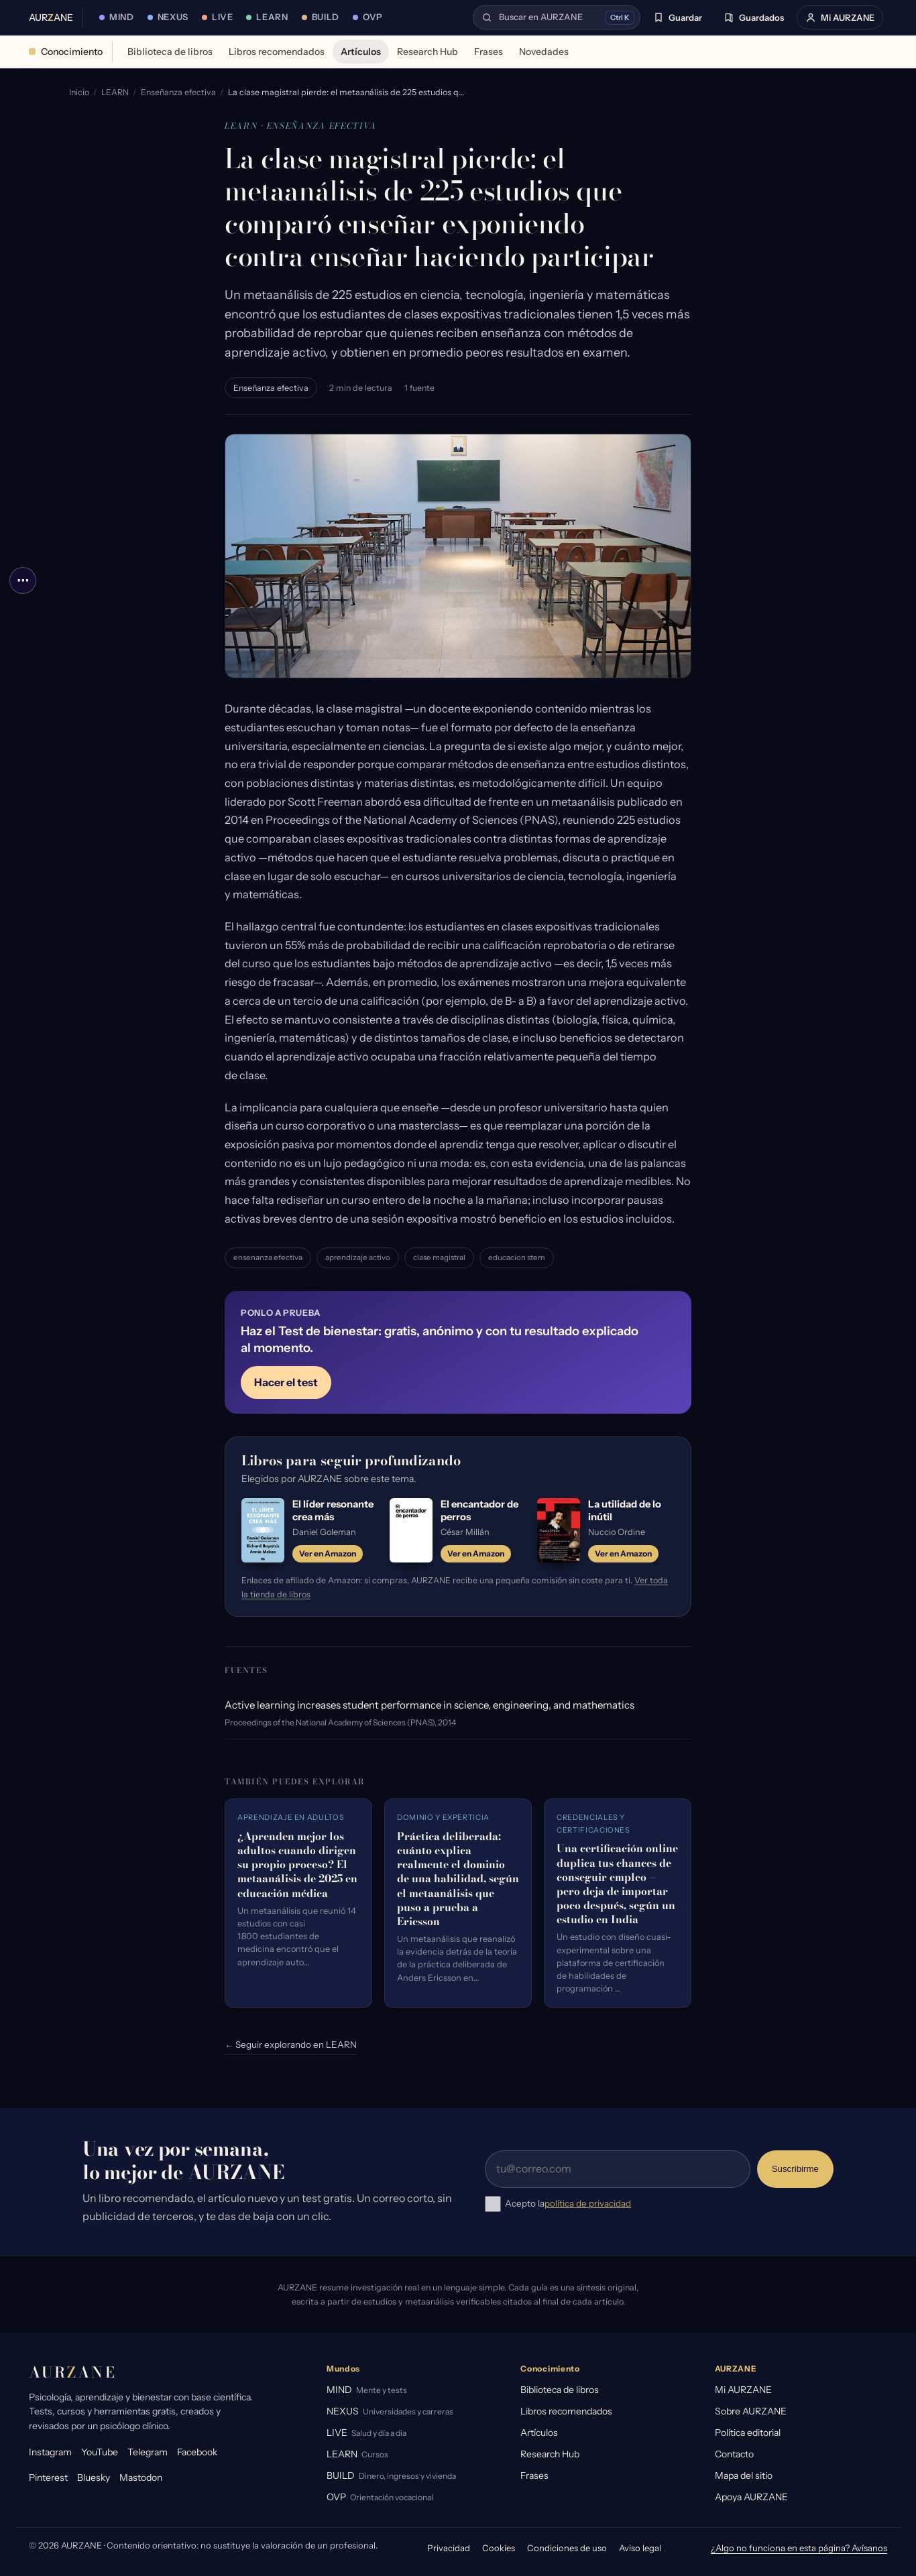 AURZANE
MIND
NEXUS
LIVE
LEARN
BUILD
OVP
Buscar en AURZANE
Ctrl K
Guardar
Guardados
Mi AURZANE
Conocimiento
Biblioteca de libros
Libros recomendados
Artículos
Research Hub
Frases
Novedades
Inicio / LEARN / Enseñanza efectiva / La clase magistral pierde: el metaanálisis de 225 estudios q...
LEARN · ENSEÑANZA EFECTIVA
La clase magistral pierde: el
metaanálisis de 225 estudios que
comparó enseñar exponiendo
contra enseñar haciendo participar
Un metaanálisis de 225 estudios en ciencia, tecnología, ingeniería y matemáticas
encontró que los estudiantes de clases expositivas tradicionales tienen 1,5 veces más
probabilidad de reprobar que quienes reciben enseñanza con métodos de
aprendizaje activo, y obtienen en promedio peores resultados en examen.
Enseñanza efectiva
2 min de lectura
1 fuente
Durante décadas, la clase magistral —un docente exponiendo contenido mientras los
estudiantes escuchan y toman notas— fue el formato por defecto de la enseñanza
universitaria, especialmente en ciencias. La pregunta de si existe algo mejor, y cuánto mejor,
no era trivial de responder porque comparar métodos de enseñanza entre estudios distintos,
con poblaciones distintas y materias distintas, es metodológicamente difícil. Un equipo
liderado por Scott Freeman abordó esa dificultad de frente en un metaanálisis publicado en
2014 en Proceedings of the National Academy of Sciences (PNAS), reuniendo 225 estudios
que comparaban clases expositivas tradicionales contra distintas formas de aprendizaje
activo —métodos que hacen que el estudiante resuelva problemas, discuta o practique en
clase en lugar de solo escuchar— en cursos universitarios de ciencia, tecnología, ingeniería
y matemáticas.
El hallazgo central fue contundente: los estudiantes en clases expositivas tradicionales
tuvieron un 55% más de probabilidad de recibir una calificación reprobatoria o de retirarse
del curso que los estudiantes bajo métodos de aprendizaje activo —es decir, 1,5 veces más
riesgo de fracasar—. Además, en promedio, los exámenes mostraron una mejora equivalente
a cerca de un tercio de una calificación (por ejemplo, de B- a B) a favor del aprendizaje activo.
El efecto se mantuvo consistente a través de disciplinas distintas (biología, física, química,
ingeniería, matemáticas) y de distintos tamaños de clase, e incluso beneficios se detectaron
cuando el aprendizaje activo ocupaba una fracción relativamente pequeña del tiempo
de clase.
La implicancia para cualquiera que enseñe —desde un profesor universitario hasta quien
diseña un curso corporativo o una masterclass— es que reemplazar una porción de la
exposición pasiva por momentos donde el aprendiz tenga que resolver, aplicar o discutir el
contenido no es un lujo pedagógico ni una moda: es, con esta evidencia, una de las palancas
más grandes y consistentes disponibles para mejorar resultados de aprendizaje medibles. No
hace falta rediseñar un curso entero de la noche a la mañana; incluso incorporar pausas
activas breves dentro de una sesión expositiva mostró beneficio en los estudios incluidos.
ensenanza efectiva
aprendizaje activo
clase magistral
educacion stem
PONLO A PRUEBA
Haz el Test de bienestar: gratis, anónimo y con tu resultado explicado
al momento.
Hacer el test
Libros para seguir profundizando
Elegidos por AURZANE sobre este tema.
EL LÍDER
RESONANTE
CREA MÁS
Daniel Goleman
Richard Boyatzis
Annie McKee
El líder resonante
crea más
Daniel Goleman
Ver en Amazon
El
encantador
de perros
El encantador de
perros
César Millán
Ver en Amazon
La utilidad de lo
inútil
Nuccio Ordine
Ver en Amazon
Enlaces de afiliado de Amazon: si compras, AURZANE recibe una pequeña comisión sin coste para ti. Ver toda
la tienda de libros
FUENTES
Active learning increases student performance in science, engineering, and mathematics
Proceedings of the National Academy of Sciences (PNAS), 2014
TAMBIÉN PUEDES EXPLORAR
APRENDIZAJE EN ADULTOS
¿Aprenden mejor los
adultos cuando dirigen
su propio proceso? El
metaanálisis de 2025 en
educación médica
Un metaanálisis que reunió 14
estudios con casi
1.800 estudiantes de
medicina encontró que el
aprendizaje auto...
DOMINIO Y EXPERTICIA
Práctica deliberada:
cuánto explica
realmente el dominio
de una habilidad, según
el metaanálisis que
puso a prueba a
Ericsson
Un metaanálisis que reanalizó
la evidencia detrás de la teoría
de la práctica deliberada de
Anders Ericsson en...
CREDENCIALES Y
CERTIFICACIONES
Una certificación online
duplica tus chances de
conseguir empleo —
pero deja de importar
poco después, según un
estudio en India
Un estudio con diseño cuasi-
experimental sobre una
plataforma de certificación
de habilidades de
programación ...
← Seguir explorando en LEARN
Una vez por semana,
lo mejor de AURZANE
Un libro recomendado, el artículo nuevo y un test gratis. Un correo corto, sin
publicidad de terceros, y te das de baja con un clic.
tu@correo.com
Suscribirme
Acepto lapolítica de privacidad
AURZANE resume investigación real en un lenguaje simple. Cada guía es una síntesis original,
escrita a partir de estudios y metaanálisis verificables citados al final de cada artículo.
AURZANE
Psicología, aprendizaje y bienestar con base científica.
Tests, cursos y herramientas gratis, creados y
revisados por un psicólogo clínico.
Instagram
YouTube
Telegram
Facebook
Pinterest
Bluesky
Mastodon
Mundos
MIND Mente y tests
NEXUS Universidades y carreras
LIVE Salud y día a día
LEARN Cursos
BUILD Dinero, ingresos y vivienda
OVP Orientación vocacional
Conocimiento
Biblioteca de libros
Libros recomendados
Artículos
Research Hub
Frases
AURZANE
Mi AURZANE
Sobre AURZANE
Política editorial
Contacto
Mapa del sitio
Apoya AURZANE
© 2026 AURZANE · Contenido orientativo: no sustituye la valoración de un profesional.
Privacidad
Cookies
Condiciones de uso
Aviso legal
¿Algo no funciona en esta página? Avísanos